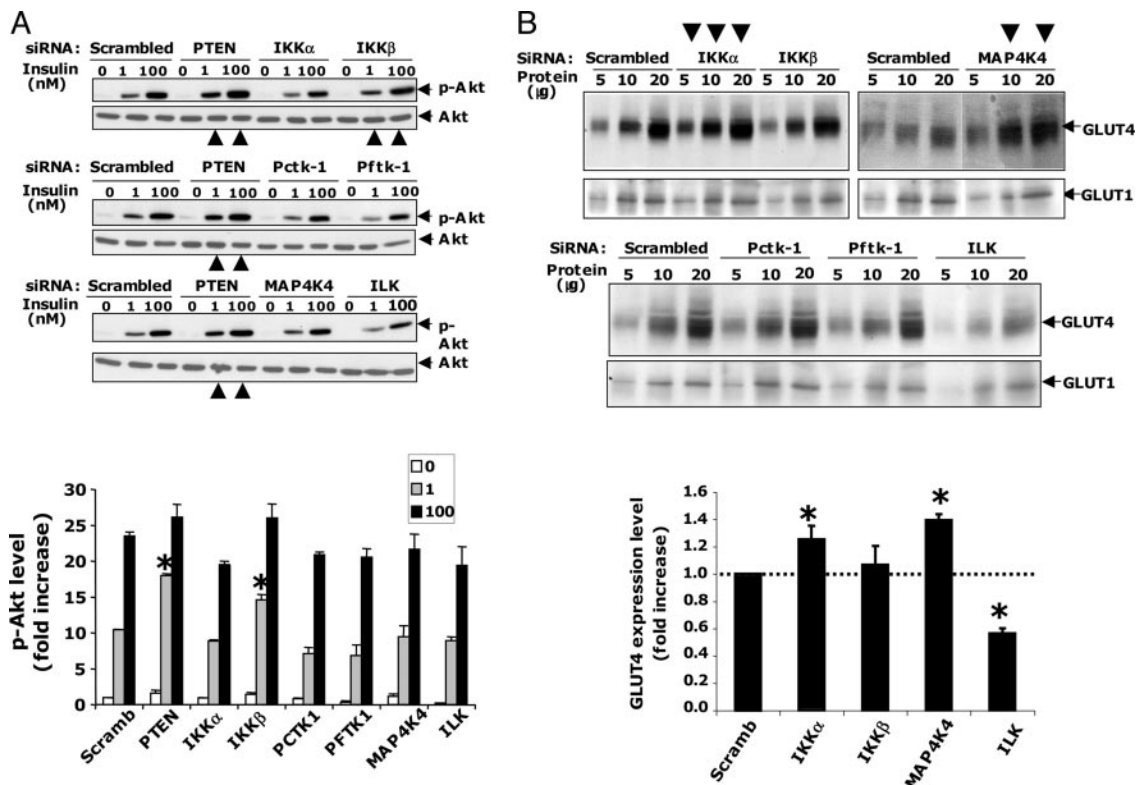 A
siRNA: Scrambled PTEN IKKα IKKβ
Insulin (nM) 0 1 100 0 1 100 0 1 100 0 1 100
p-Akt
Akt
siRNA: Scrambled PTEN Pctk-1 Pftk-1
Insulin (nM) 0 1 100 0 1 100 0 1 100 0 1 100
p-Akt
Akt
siRNA: Scrambled PTEN MAP4K4 ILK
Insulin (nM) 0 1 100 0 1 100 0 1 100 0 1 100
p-
Akt
Akt
0
1
100
p-Akt level
(fold increase)
30
25
20
15
10
5
0
* *
Scramb PTEN IKKα IKKβ PCTK1 PFTK1 MAP4K4 ILK
B
SiRNA: Scrambled IKKα IKKβ Scrambled MAP4K4
Protein (μg) 5 10 20 5 10 20 5 10 20 5 10 20 5 10 20
GLUT4
GLUT1
SiRNA: Scrambled Pctk-1 Pftk-1 ILK
Protein (μg) 5 10 20 5 10 20 5 10 20 5 10 20
GLUT4
GLUT1
GLUT4 expression level
(fold increase)
1.6
1.4
1.2
1.0
0.8
0.6
0.4
0.2
0.0
* * *
Scramb IKKα IKKβ MAP4K4 ILK